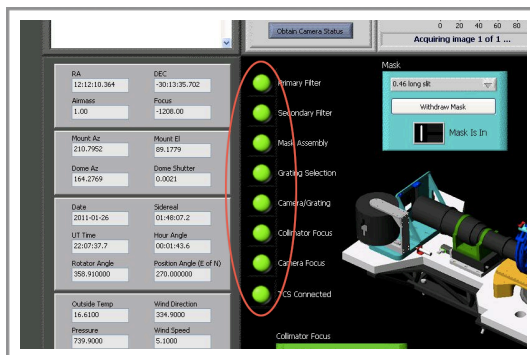 Obtain Camera Status
0 20 40 60 80
Acquiring image 1 of 1 ...
RA DEC
12:12:10.364 -30:13:35.702
Airmass Focus
1.00 -1208.00
Mount Az Mount El
210.7952 89.1779
Dome Az Dome Shutter
164.2769 0.0021
Date Sidereal
2011-01-26 01:48:07.2
UT Time Hour Angle
22:07:37.7 00:01:43.6
Rotator Angle Position Angle (E of N)
358.910000 270.000000
Outside Temp Wind Direction
16.6100 334.9000
Pressure Wind Speed
739.9000 5.1000
Primary Filter
Secondary Filter
Mask Assembly
Grating Selection
Camera/Grating
Collimator Focus
Camera Focus
TCS Connected
Mask
0.46 long slit
Withdraw Mask
Mask Is In
Collimator Focus